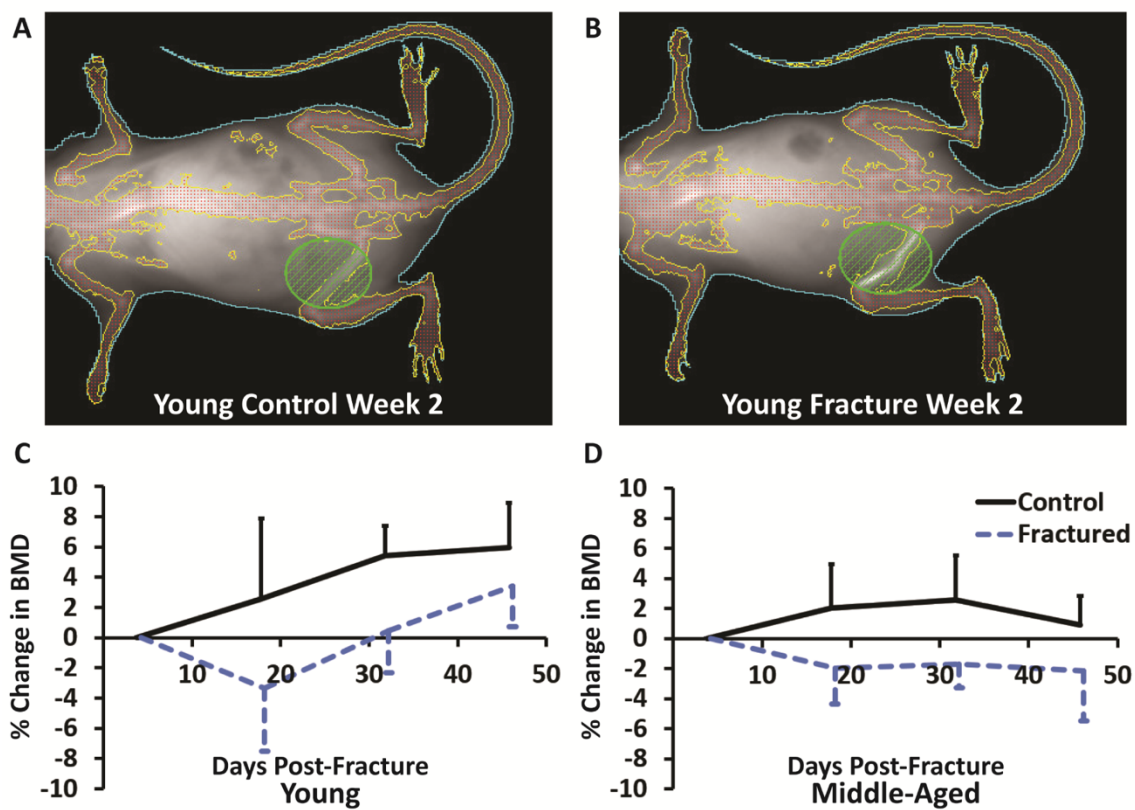 A
B
Young Control Week 2
Young Fracture Week 2
C
D
% Change in BMD
10
8
6
4
2
0
-2
-4
-6
-8
-10
10
20
30
40
50
Days Post-Fracture
Young
% Change in BMD
10
8
6
4
2
0
-2
-4
-6
-8
-10
10
20
30
40
50
Control
Fractured
Days Post-Fracture
Middle-Aged